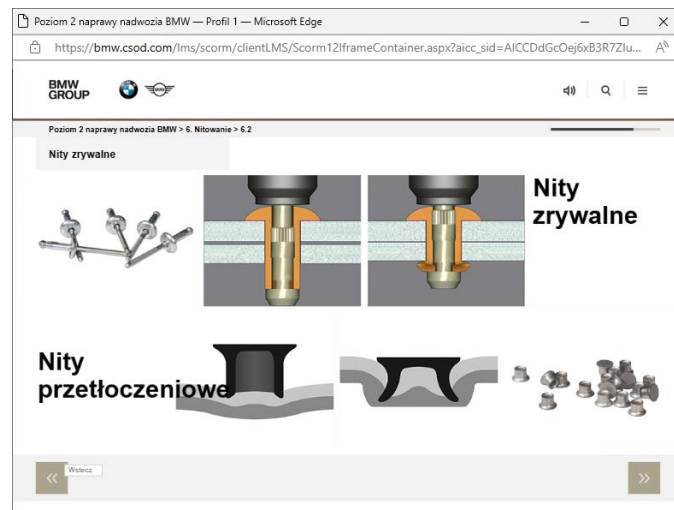 Poziom 2 naprawy nadwozia BMW — Profil 1 — Microsoft Edge
https://bmw.csod.com/lms/scorm/clientLMS/Scorm12IframeContainer.aspx?aicc_sid=AICCDdGcOej6xB3R7ZIu...
BMW
GROUP
MINI
Poziom 2 naprawy nadwozia BMW > 6. Nitowanie > 6.2
Nity zrywalne
Nity
zrywalne
Nity
przetłoczeniowe
Wstecz